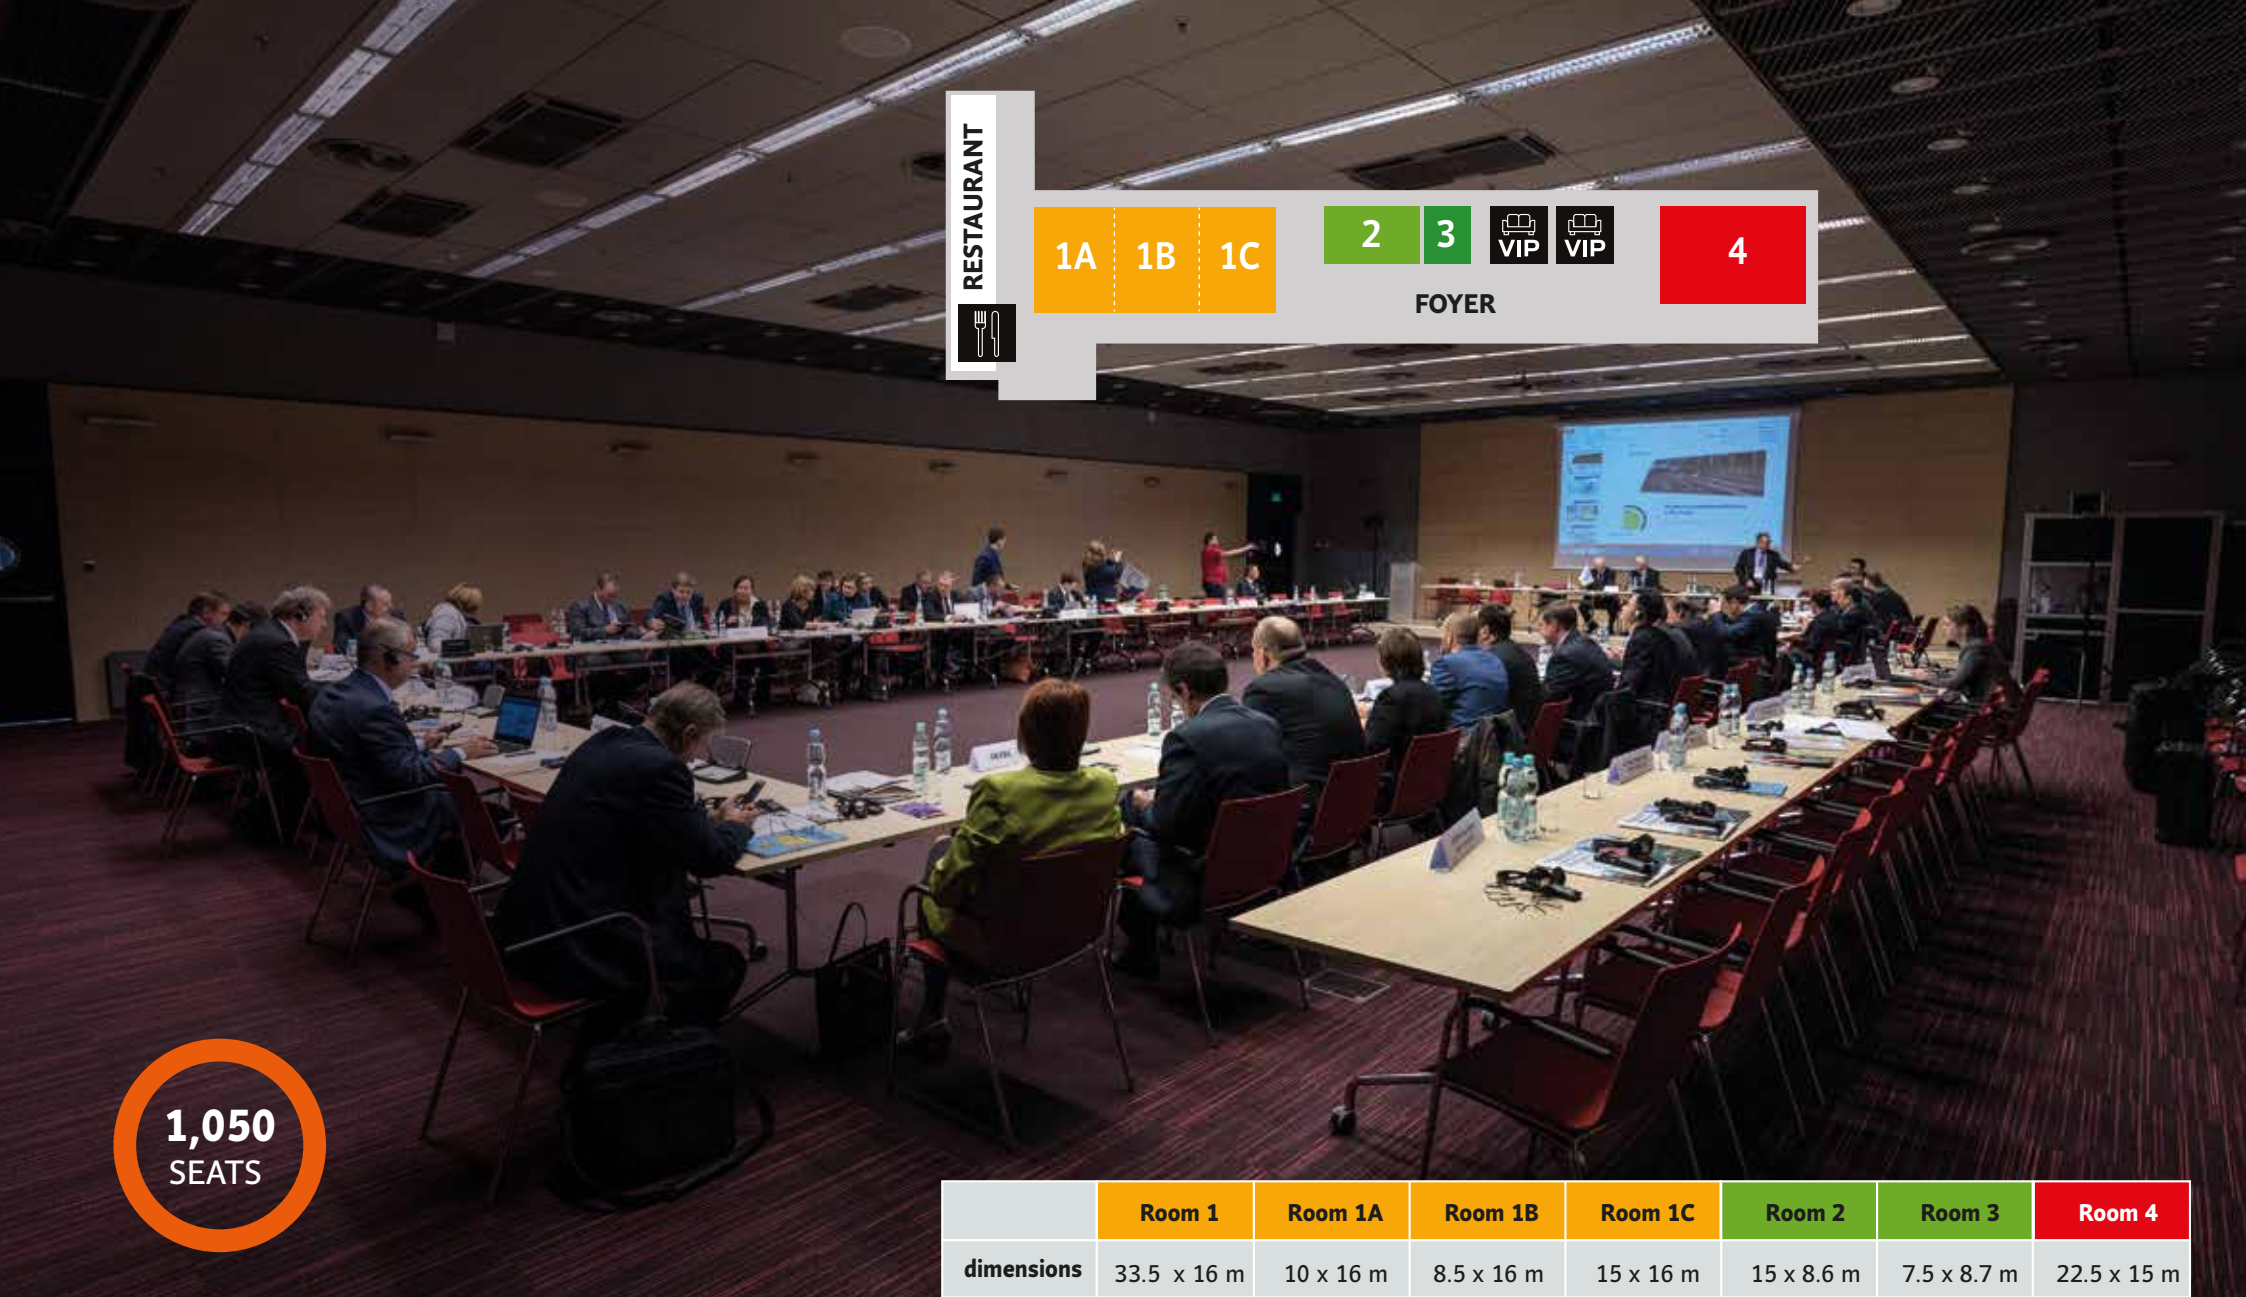 RESTAURANT
1A 1B 1C
2 3 VIP VIP
4
FOYER
1,050
SEATS
Room 1 Room 1A Room 1B Room 1C Room 2 Room 3 Room 4
dimensions 33.5 x 16 m 10 x 16 m 8.5 x 16 m 15 x 16 m 15 x 8.6 m 7.5 x 8.7 m 22.5 x 15 m